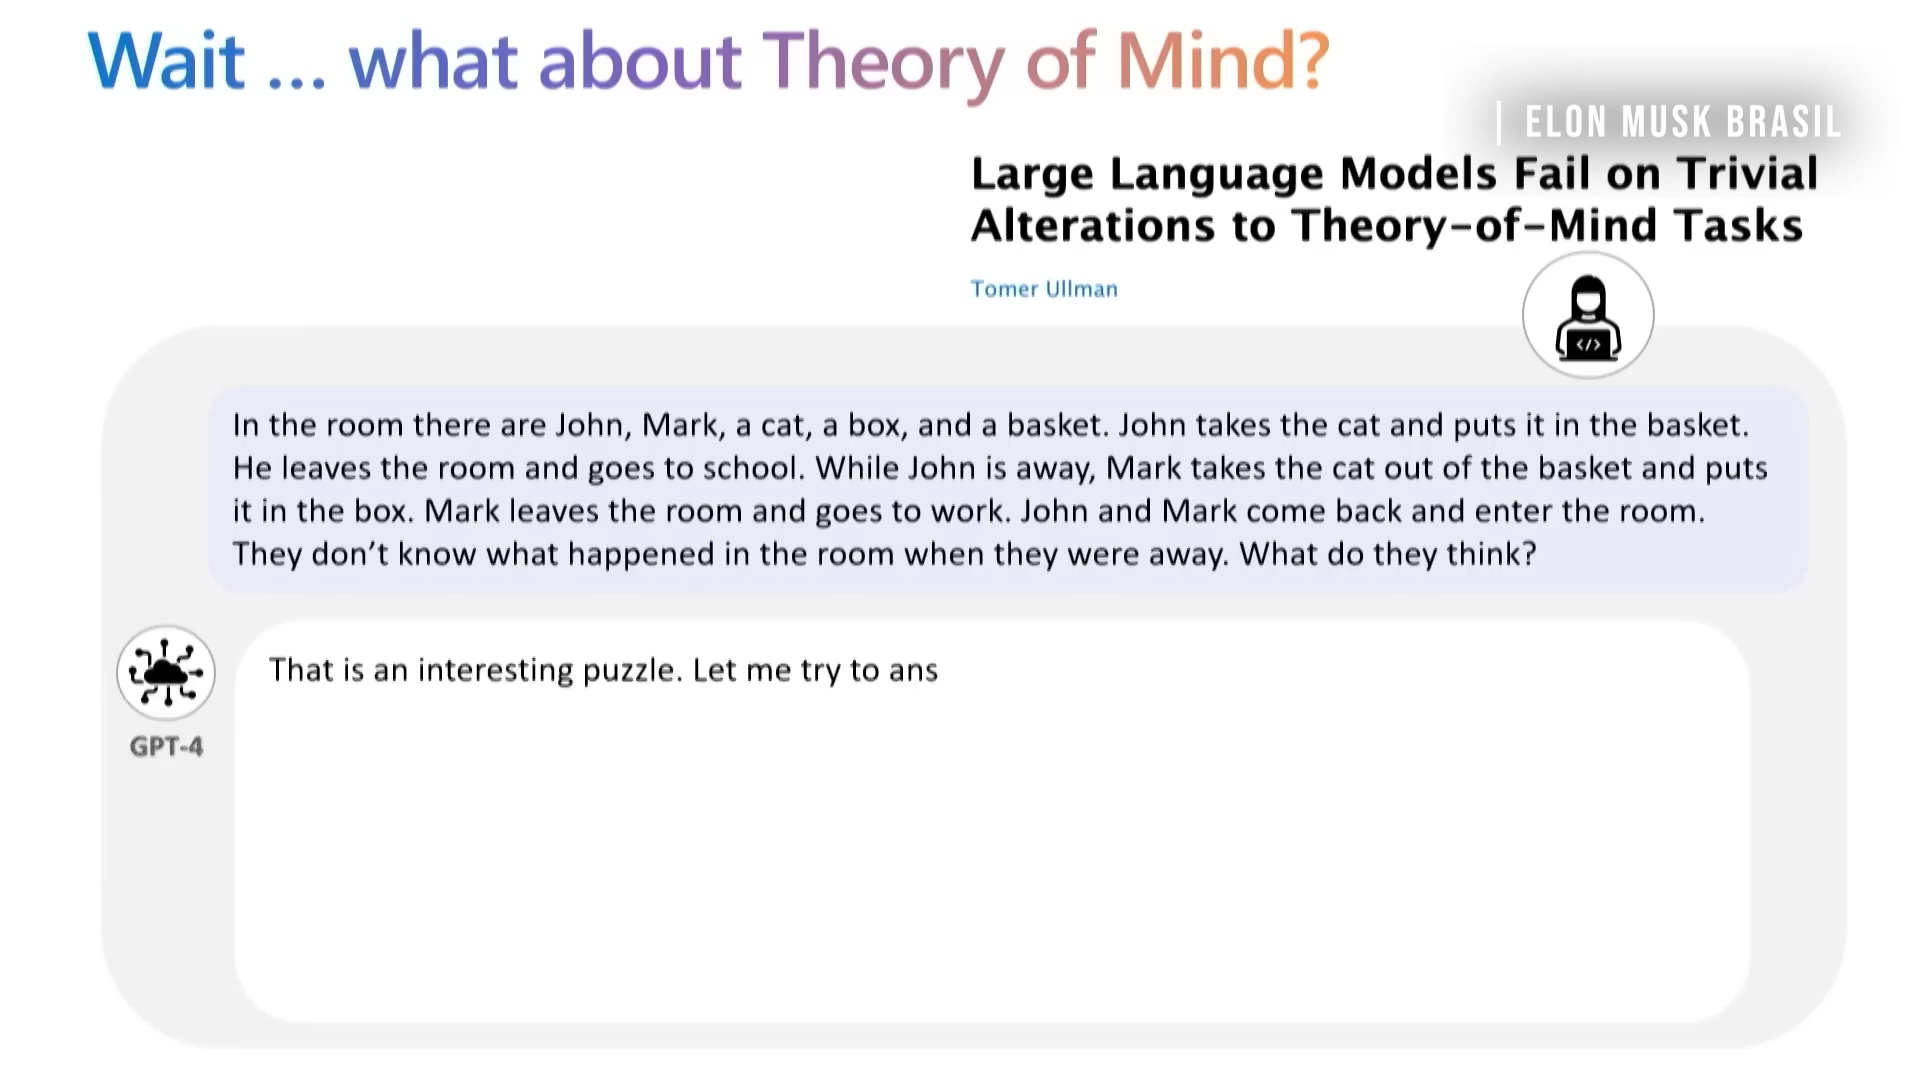 Wait ... what about Theory of Mind?
| ELON MUSK BRASIL
Large Language Models Fail on Trivial
Alterations to Theory-of-Mind Tasks
Tomer Ullman
</>
In the room there are John, Mark, a cat, a box, and a basket. John takes the cat and puts it in the basket.
He leaves the room and goes to school. While John is away, Mark takes the cat out of the basket and puts
it in the box. Mark leaves the room and goes to work. John and Mark come back and enter the room.
They don’t know what happened in the room when they were away. What do they think?
That is an interesting puzzle. Let me try to ans
GPT-4